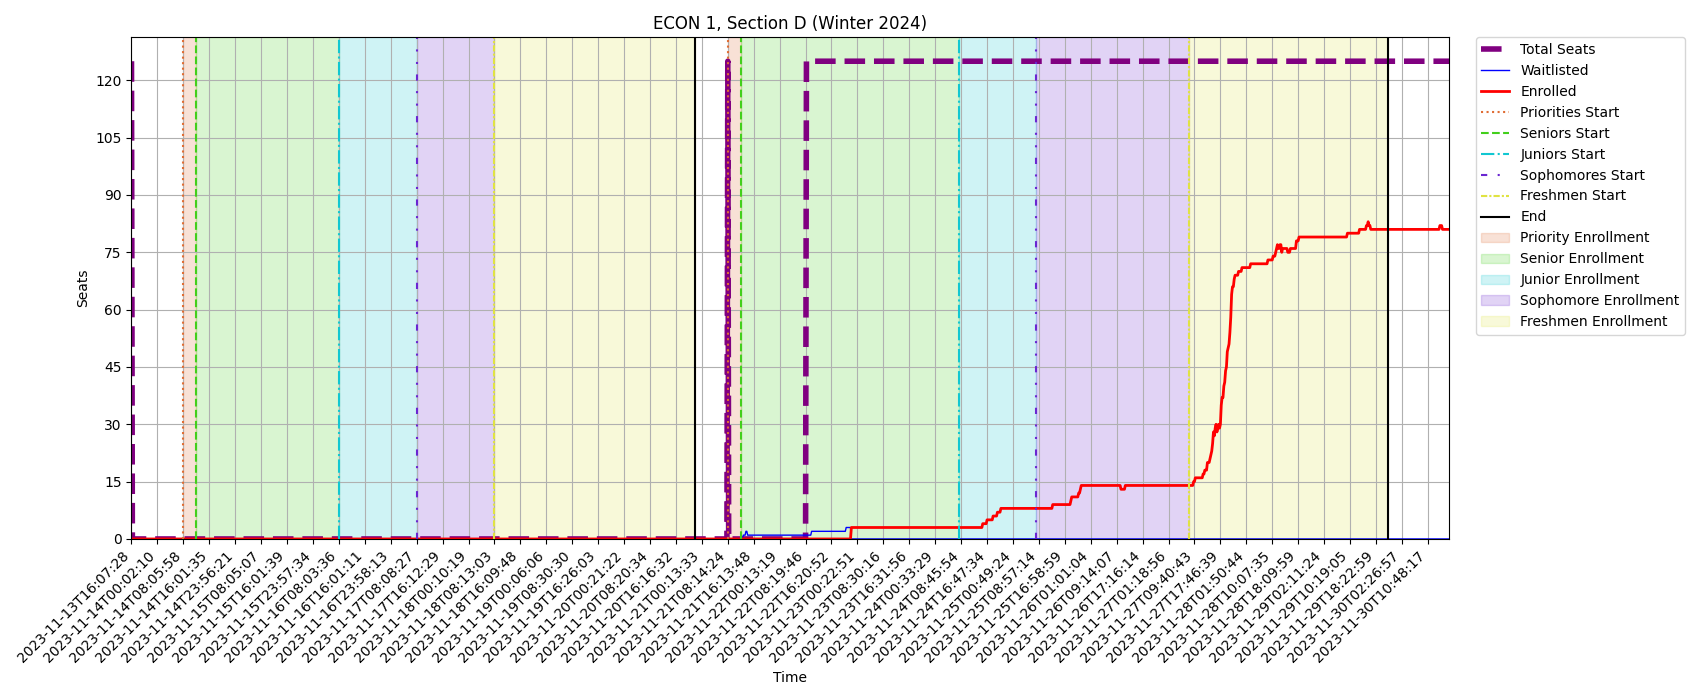 ECON 1, Section D (Winter 2024)
Seats
120
105
90
75
60
45
30
15
0
2023-11-13T16:07:28
2023-11-14T00:02:10
2023-11-14T08:05:58
2023-11-14T16:01:35
2023-11-14T23:56:21
2023-11-15T08:05:07
2023-11-15T16:01:39
2023-11-15T23:57:34
2023-11-16T08:03:36
2023-11-16T16:01:11
2023-11-16T23:58:13
2023-11-17T08:08:27
2023-11-17T16:12:29
2023-11-18T00:10:19
2023-11-18T08:13:03
2023-11-18T16:09:48
2023-11-19T00:06:06
2023-11-19T08:30:30
2023-11-19T16:26:03
2023-11-20T00:21:22
2023-11-20T08:20:34
2023-11-20T16:16:32
2023-11-21T00:13:33
2023-11-21T08:14:24
2023-11-21T16:13:48
2023-11-22T00:13:19
2023-11-22T08:19:46
2023-11-22T16:20:52
2023-11-23T00:22:51
2023-11-23T08:30:16
2023-11-23T16:31:56
2023-11-24T00:33:29
2023-11-24T08:45:54
2023-11-24T16:47:34
2023-11-25T00:49:24
2023-11-25T08:57:14
2023-11-25T16:58:59
2023-11-26T01:01:04
2023-11-26T09:14:07
2023-11-26T17:16:14
2023-11-27T01:18:56
2023-11-27T09:40:43
2023-11-27T17:46:39
2023-11-28T01:50:44
2023-11-28T10:07:35
2023-11-28T18:09:59
2023-11-29T02:11:24
2023-11-29T10:19:05
2023-11-29T18:22:59
2023-11-30T02:26:57
2023-11-30T10:48:17
Time
Total Seats
Waitlisted
Enrolled
Priorities Start
Seniors Start
Juniors Start
Sophomores Start
Freshmen Start
End
Priority Enrollment
Senior Enrollment
Junior Enrollment
Sophomore Enrollment
Freshmen Enrollment